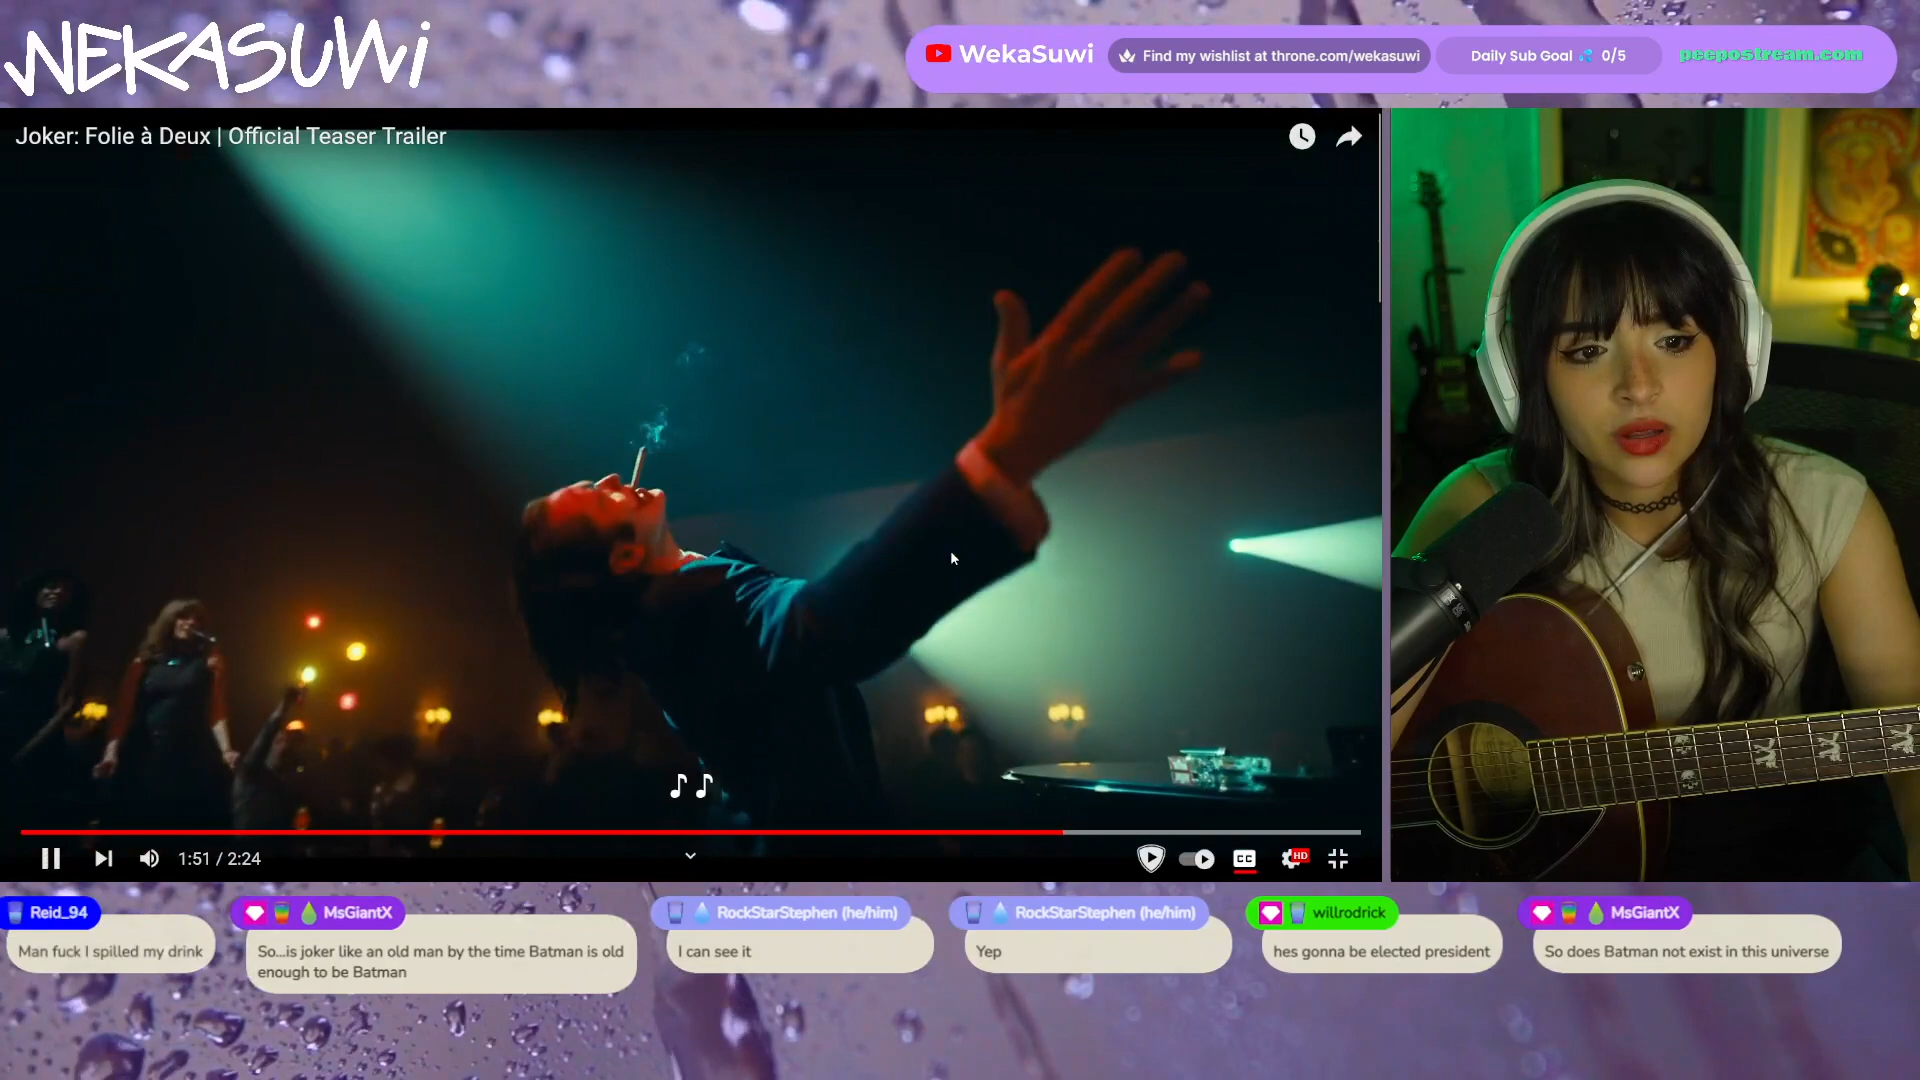 WEKASUWi
WekaSuwi
Find my wishlist at throne.com/wekasuwi
Daily Sub Goal 💦 0/5
peepostream.com
Joker: Folie à Deux | Official Teaser Trailer
♪ ♪
1:51 / 2:24
CC
HD
Reid_94
Man fuck I spilled my drink
MsGiantX
So...is joker like an old man by the time Batman is old
enough to be Batman
RockStarStephen (he/him)
I can see it
RockStarStephen (he/him)
Yep
willrodrick
hes gonna be elected president
MsGiantX
So does Batman not exist in this universe